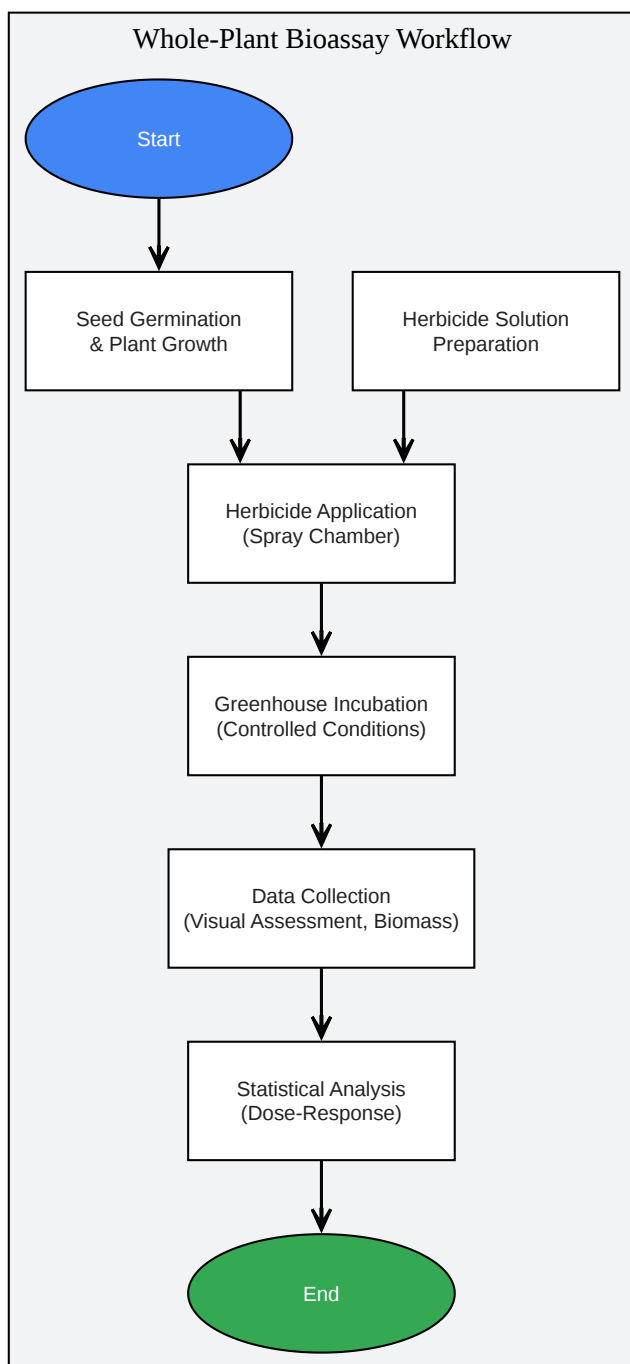 Whole-Plant Bioassay Workflow
Start
Seed Germination
& Plant Growth
Herbicide Solution
Preparation
Herbicide Application
(Spray Chamber)
Greenhouse Incubation
(Controlled Conditions)
Data Collection
(Visual Assessment, Biomass)
Statistical Analysis
(Dose-Response)
End